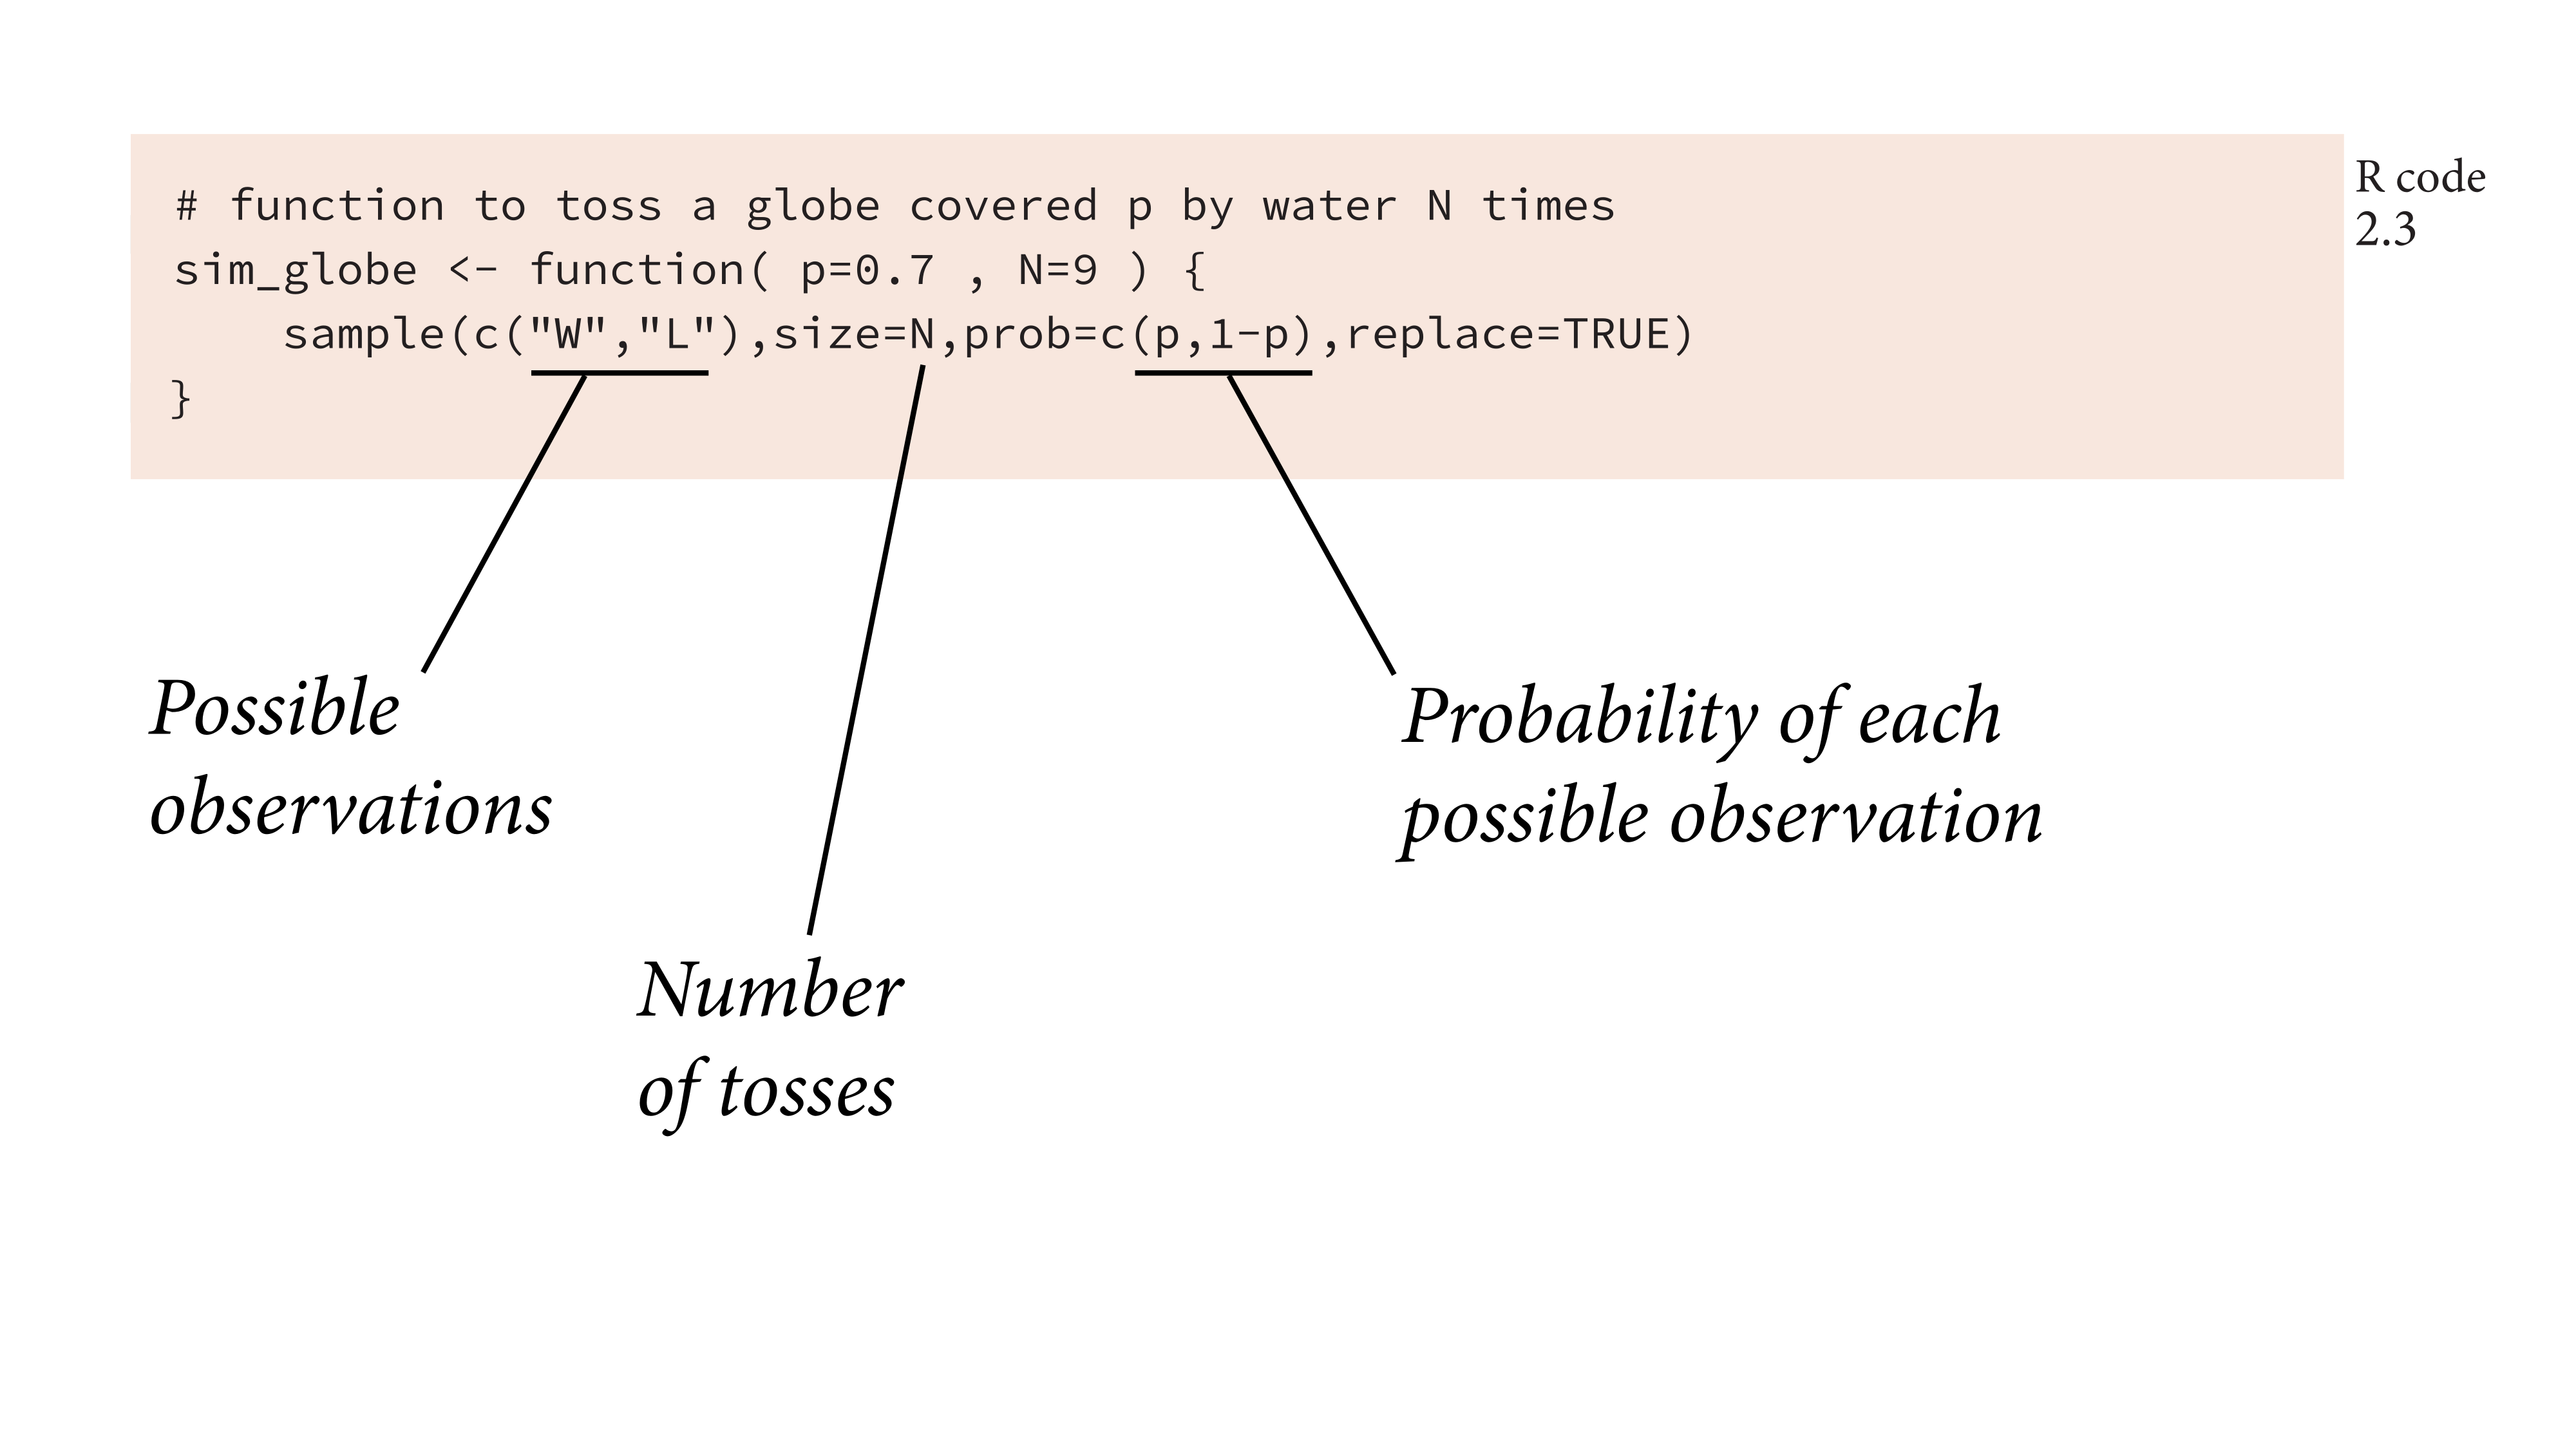 # function to toss a globe covered p by water N times
sim_globe <- function( p=0.7 , N=9 ) {
sample(c("W","L"),size=N,prob=c(p,1-p),replace=TRUE)
}
R code
2.3
Possible
observations
Number
of tosses
Probability of each
possible observation